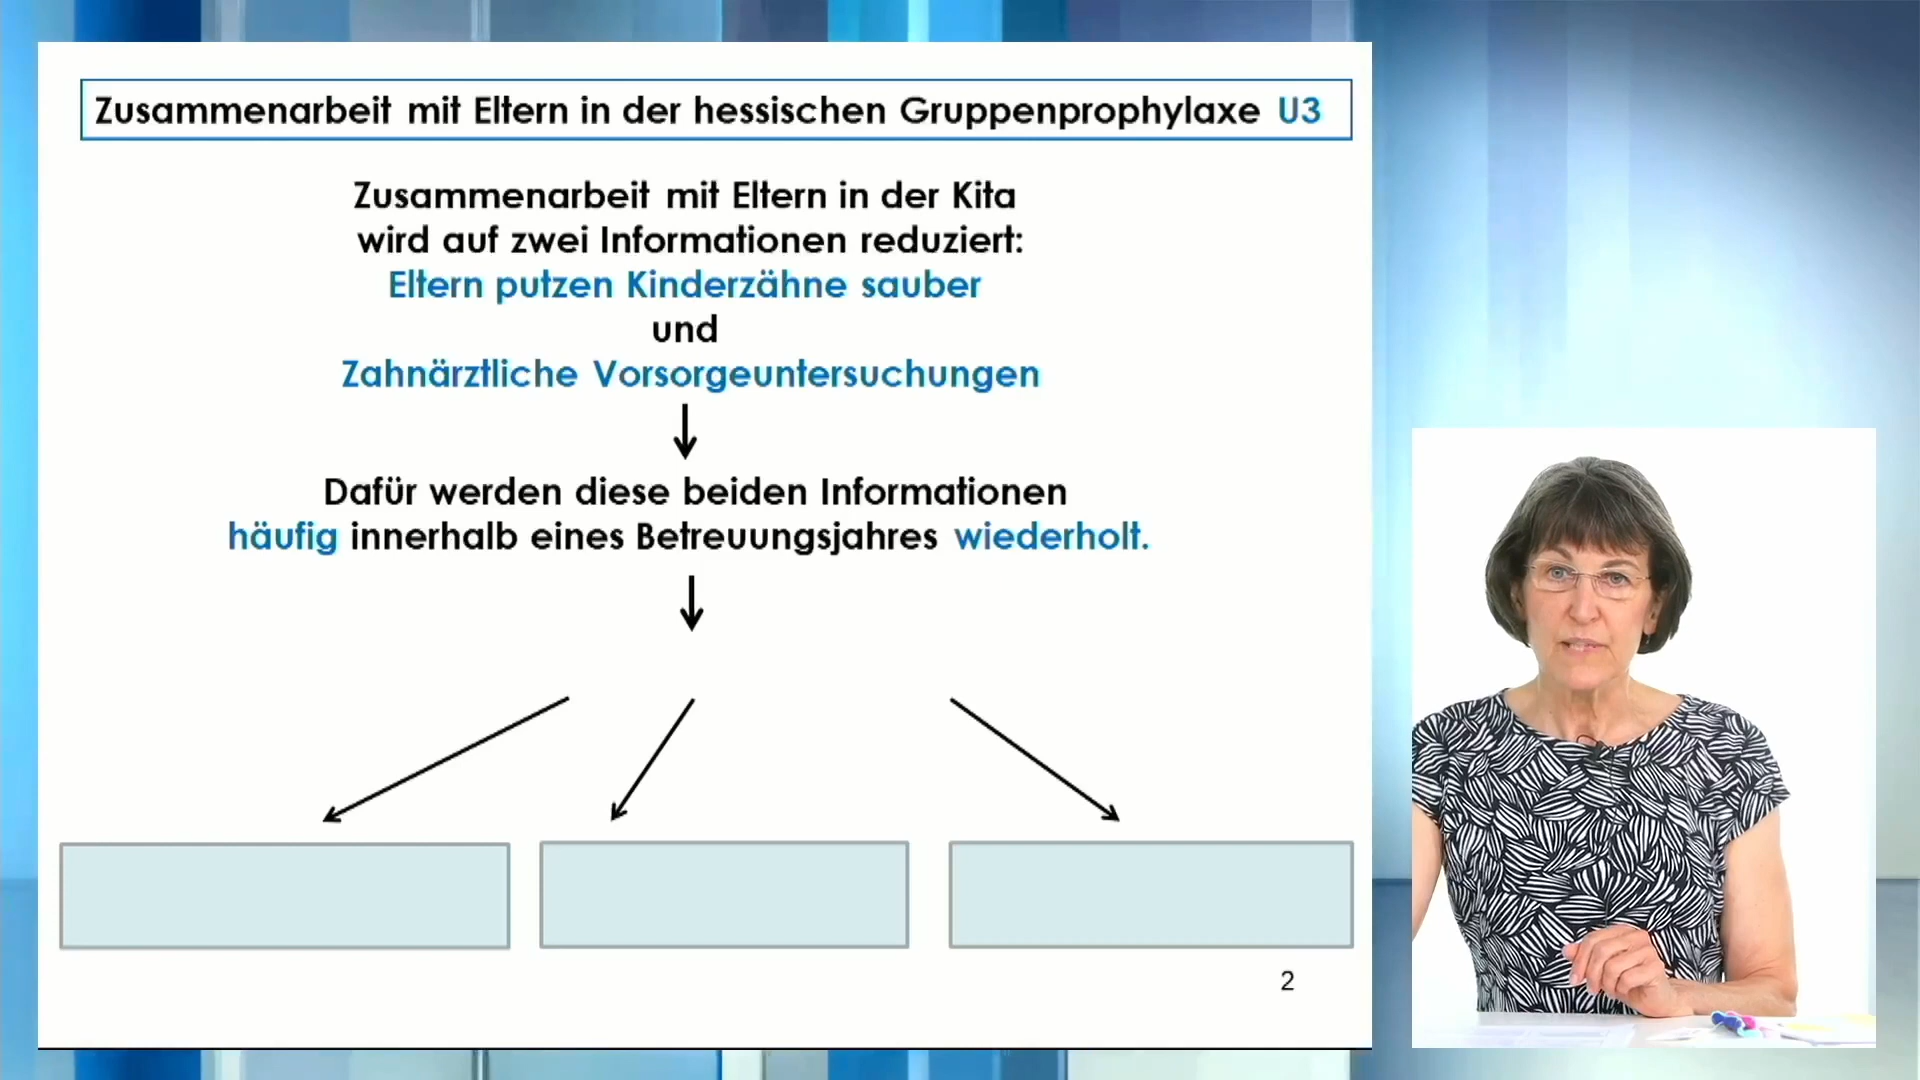 Zusammenarbeit mit Eltern in der hessischen Gruppenprophylaxe U3
Zusammenarbeit mit Eltern in der Kita
wird auf zwei Informationen reduziert:
Eltern putzen Kinderzähne sauber
und
Zahnärztliche Vorsorgeuntersuchungen
Dafür werden diese beiden Informationen
häufig innerhalb eines Betreuungsjahres wiederholt.
2